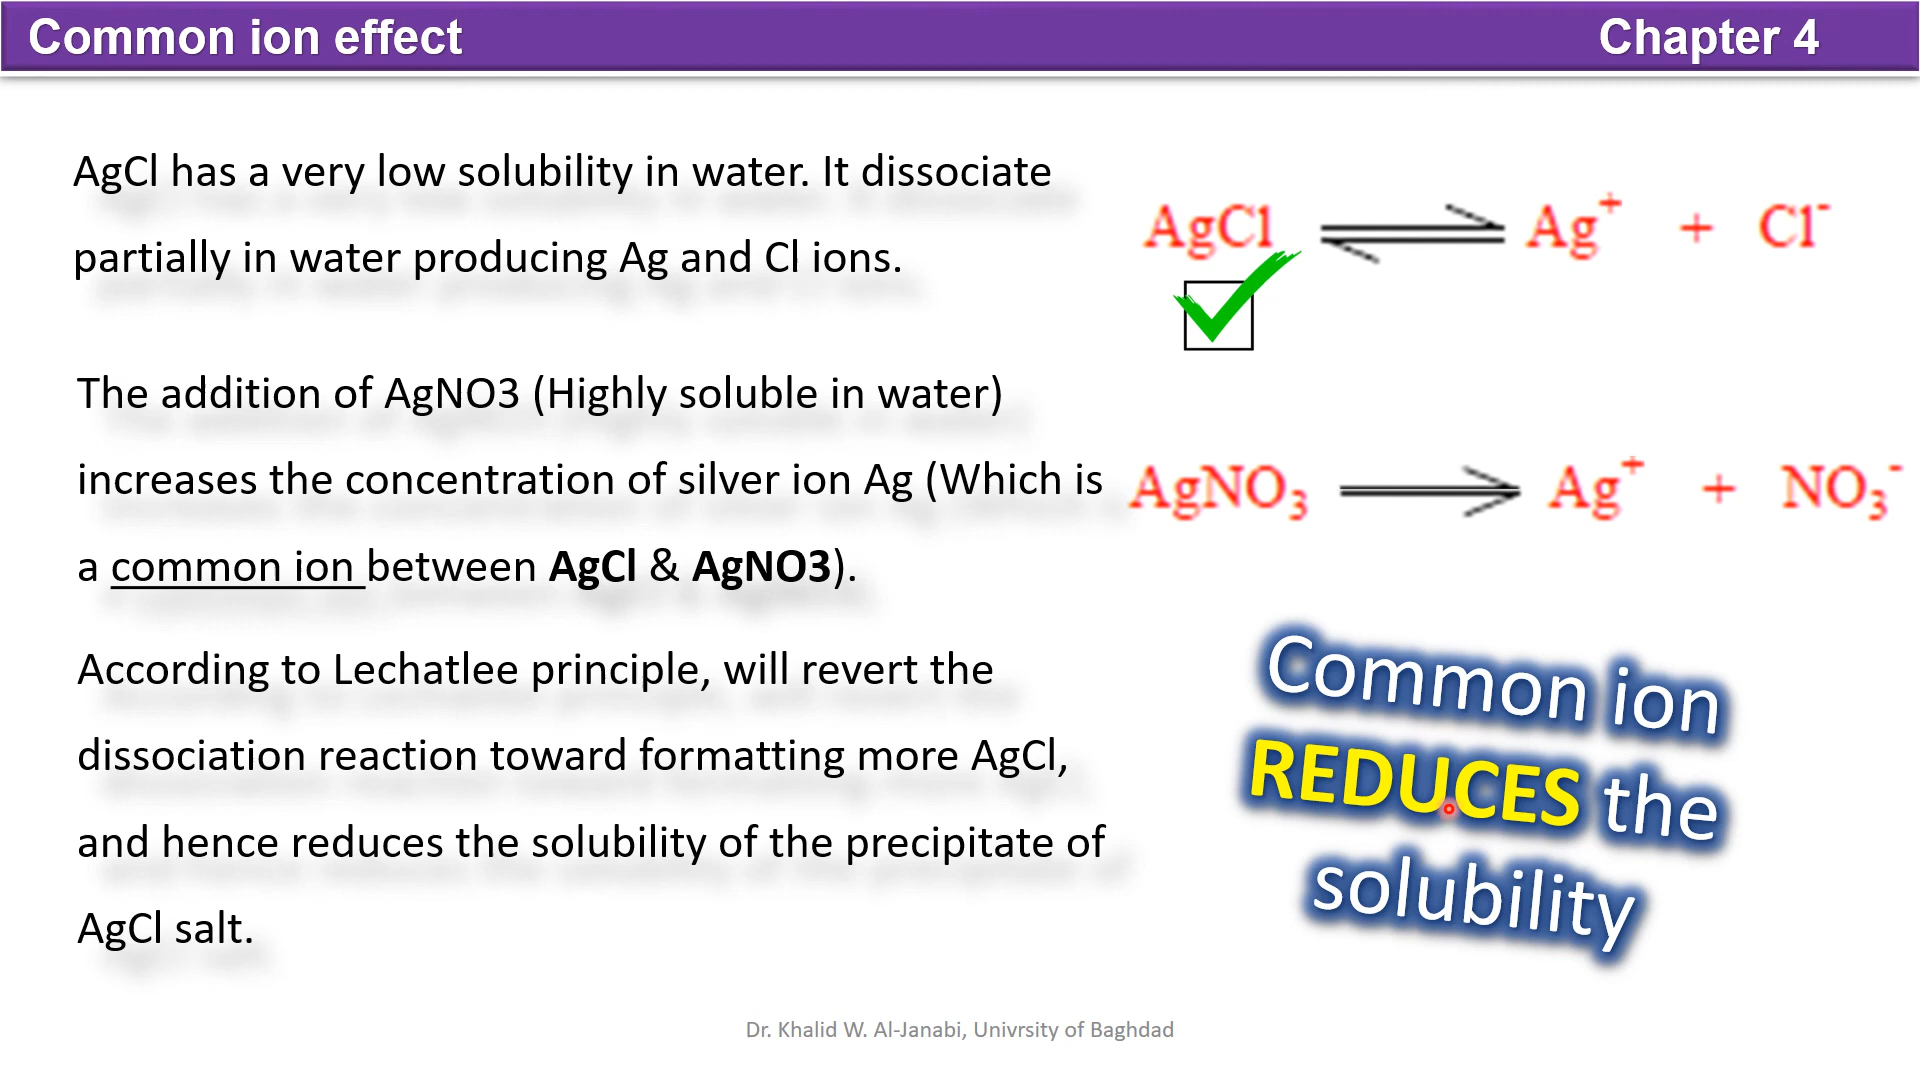 Common ion effect
Chapter 4
AgCl has a very low solubility in water. It dissociate
partially in water producing Ag and Cl ions.
AgCl ⇌ Ag⁺ + Cl⁻
The addition of AgNO3 (Highly soluble in water)
increases the concentration of silver ion Ag (Which is
a common ion between AgCl & AgNO3).
AgNO₃ → Ag⁺ + NO₃⁻
According to Lechatlee principle, will revert the
dissociation reaction toward formatting more AgCl,
and hence reduces the solubility of the precipitate of
AgCl salt.
Common ion
REDUCES the
solubility
Dr. Khalid W. Al-Janabi, Univrsity of Baghdad